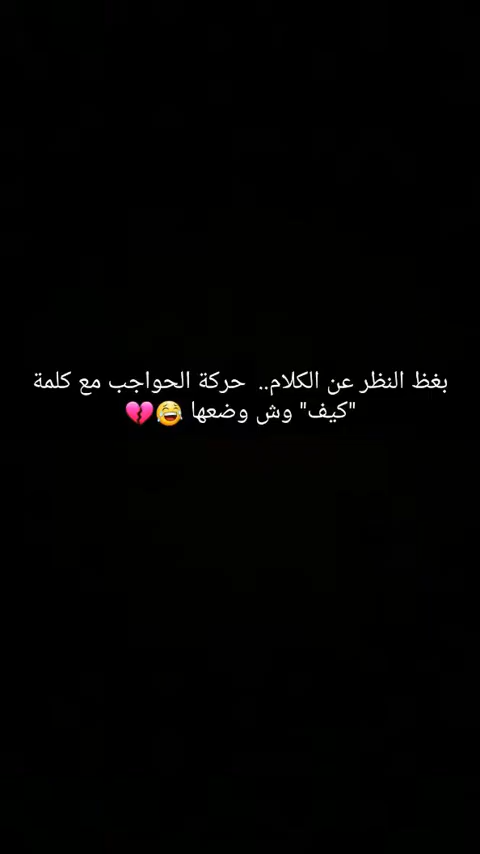 بغظ النظر عن الكلام.. حركة الحواجب مع كلمة
"كيف" وش وضعها 😂💔